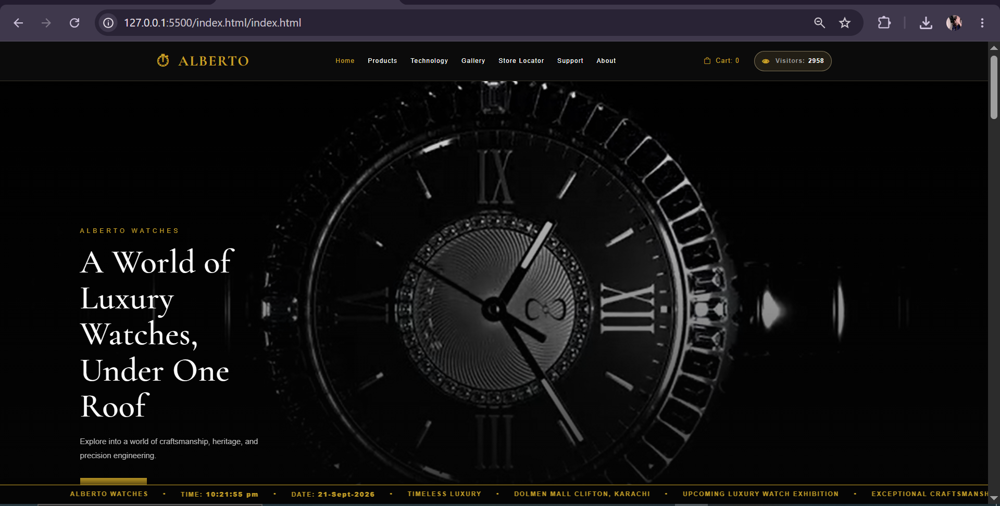 127.0.0.1:5500/index.html/index.html
ALBERTO
Home Products Technology Gallery Store Locator Support About
Cart: 0
Visitors: 2958
IX
XII
VI
III
ALBERTO WATCHES
A World of
Luxury
Watches,
Under One
Roof
Explore into a world of craftsmanship, heritage, and
precision engineering.
ALBERTO WATCHES • TIME: 10:21:55 pm • DATE: 21-Sept-2026 • TIMELESS LUXURY • DOLMEN MALL CLIFTON, KARACHI • UPCOMING LUXURY WATCH EXHIBITION • EXCEPTIONAL CRAFTSMANSH